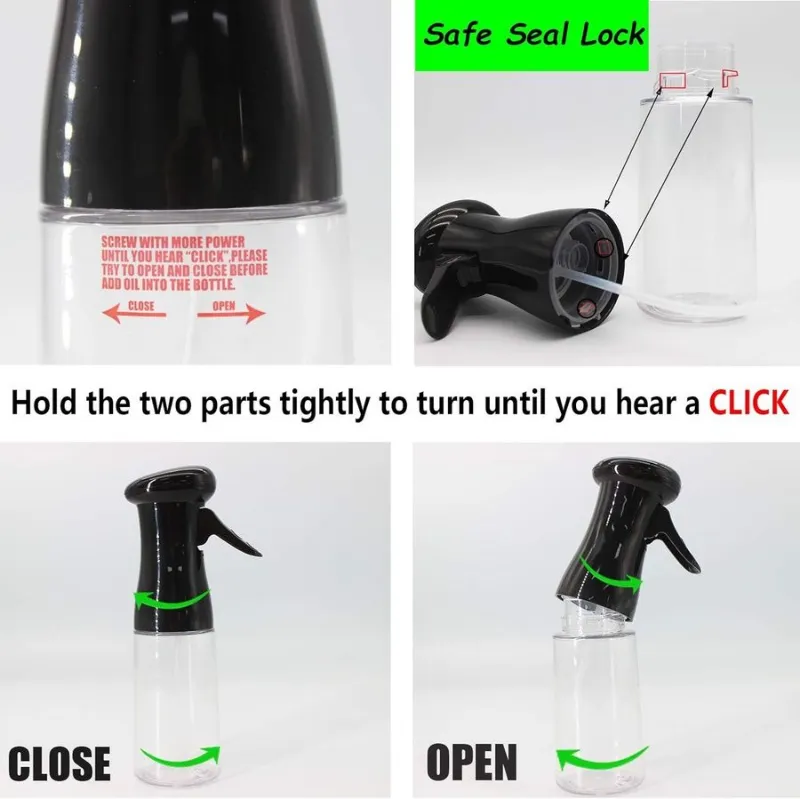 SCREW WITH MORE POWER
UNTIL YOU HEAR “CLICK”,PLEASE
TRY TO OPEN AND CLOSE BEFORE
ADD OIL INTO THE BOTTLE.
CLOSE OPEN
Safe Seal Lock
Hold the two parts tightly to turn until you hear a CLICK
CLOSE
OPEN